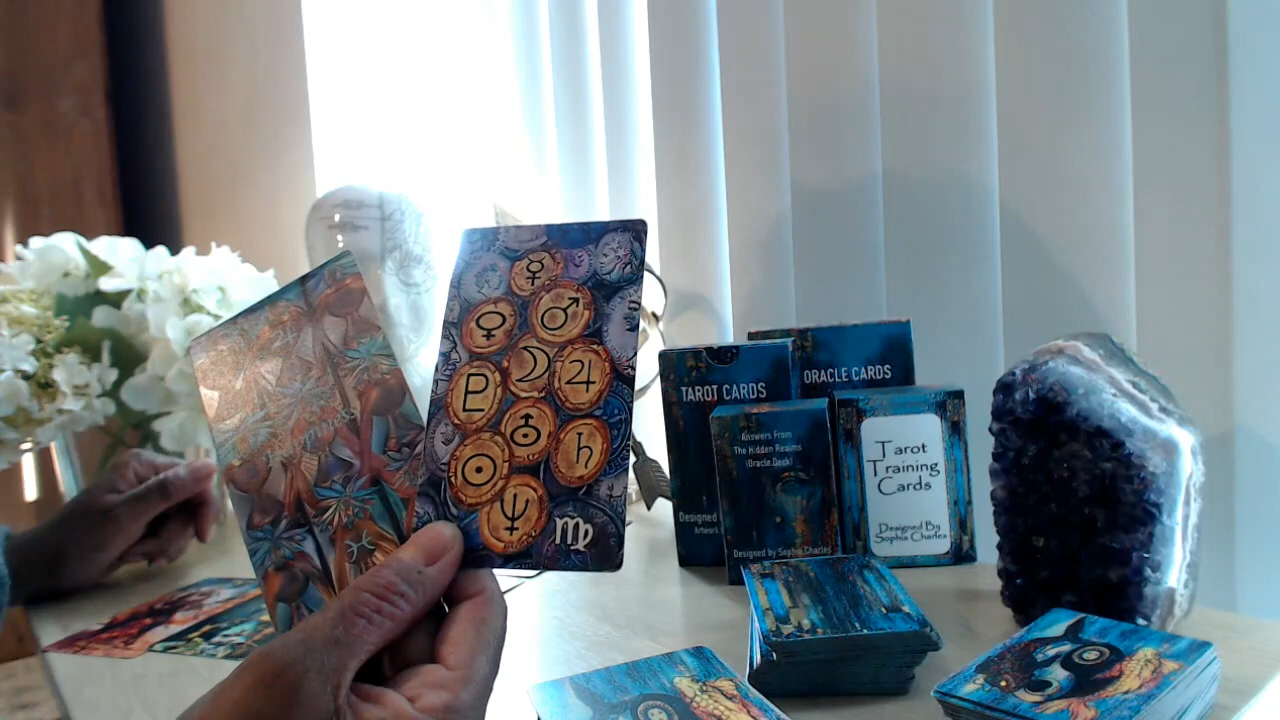 TAROT CARDS
ORACLE CARDS
Answers From
The Hidden Realms
(Oracle Deck)
Designed by Sophia Charles
Tarot
Training
Cards
Designed By
Sophia Charles
Designed